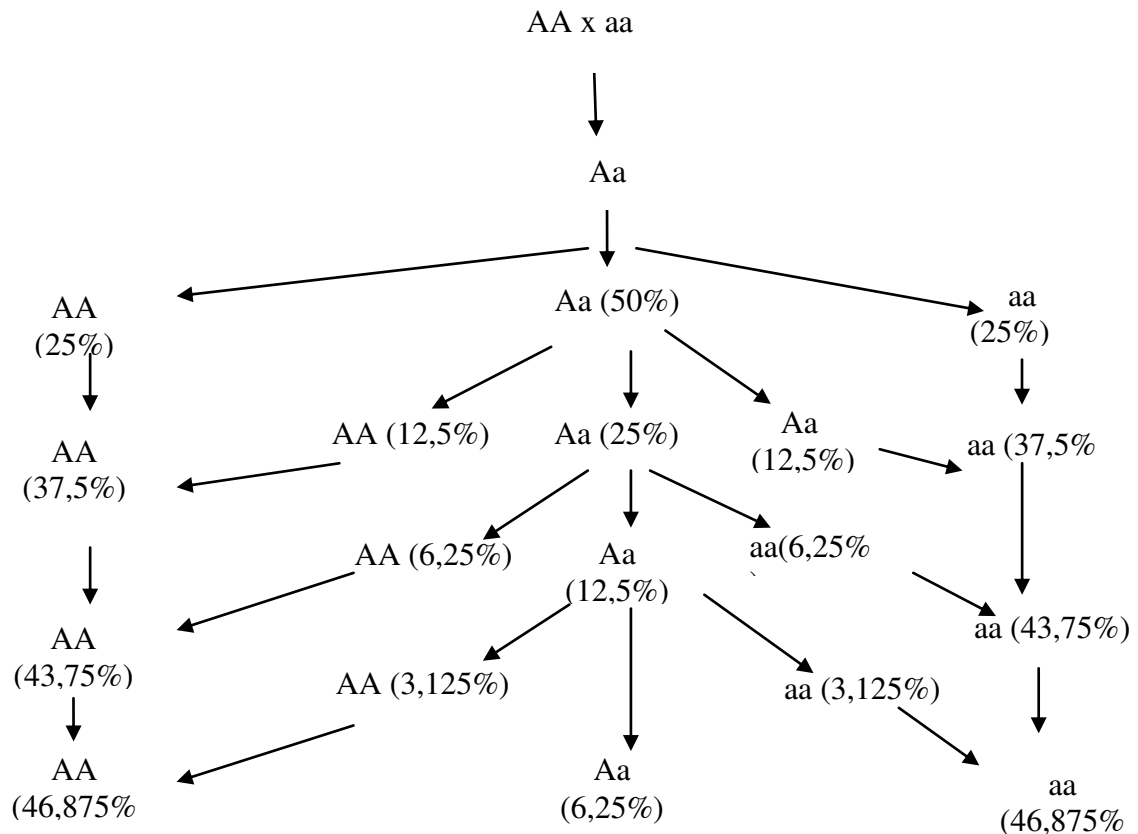 AA x aa
Aa
AA
(25%)
Aa (50%)
aa
(25%)
AA
(37,5%)
AA (12,5%)
Aa (25%)
Aa
(12,5%)
aa (37,5%
AA (6,25%)
Aa
(12,5%)
aa(6,25%
AA
(43,75%)
aa (43,75%)
AA (3,125%)
aa (3,125%)
AA
(46,875%
Aa
(6,25%)
aa
(46,875%